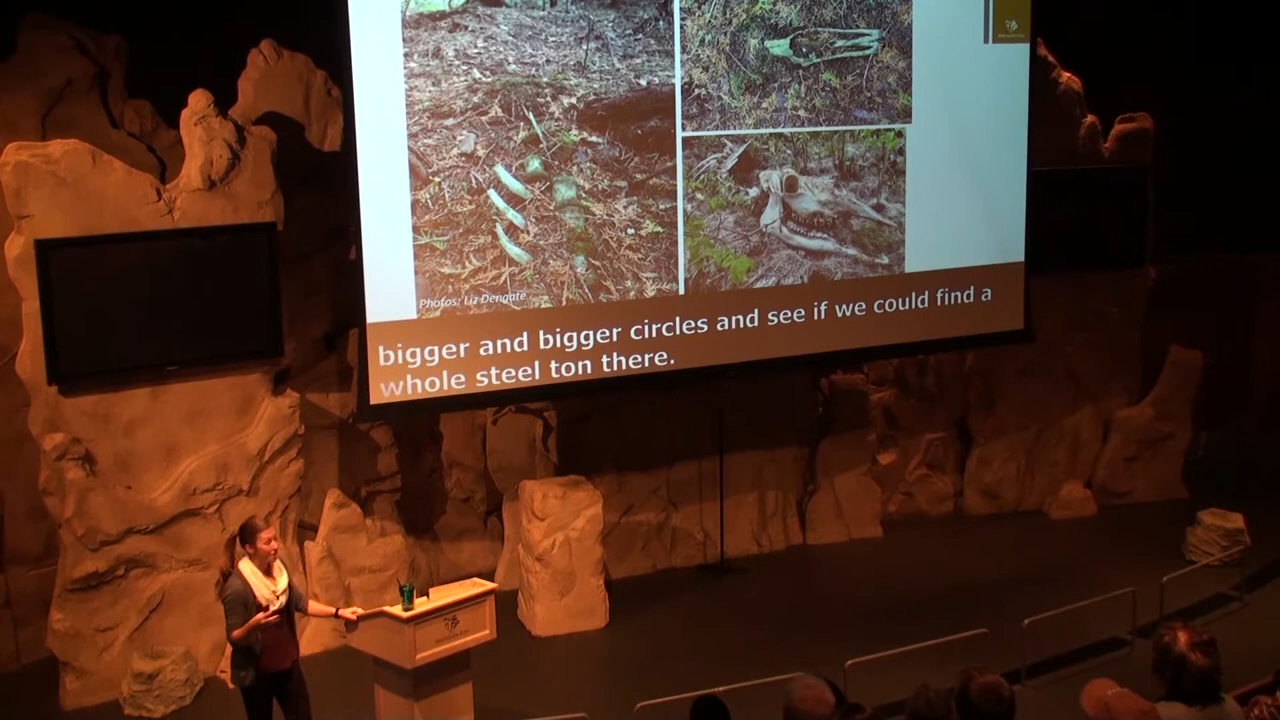 Photos: Liz Dengate
bigger and bigger circles and see if we could find a
whole steel ton there.